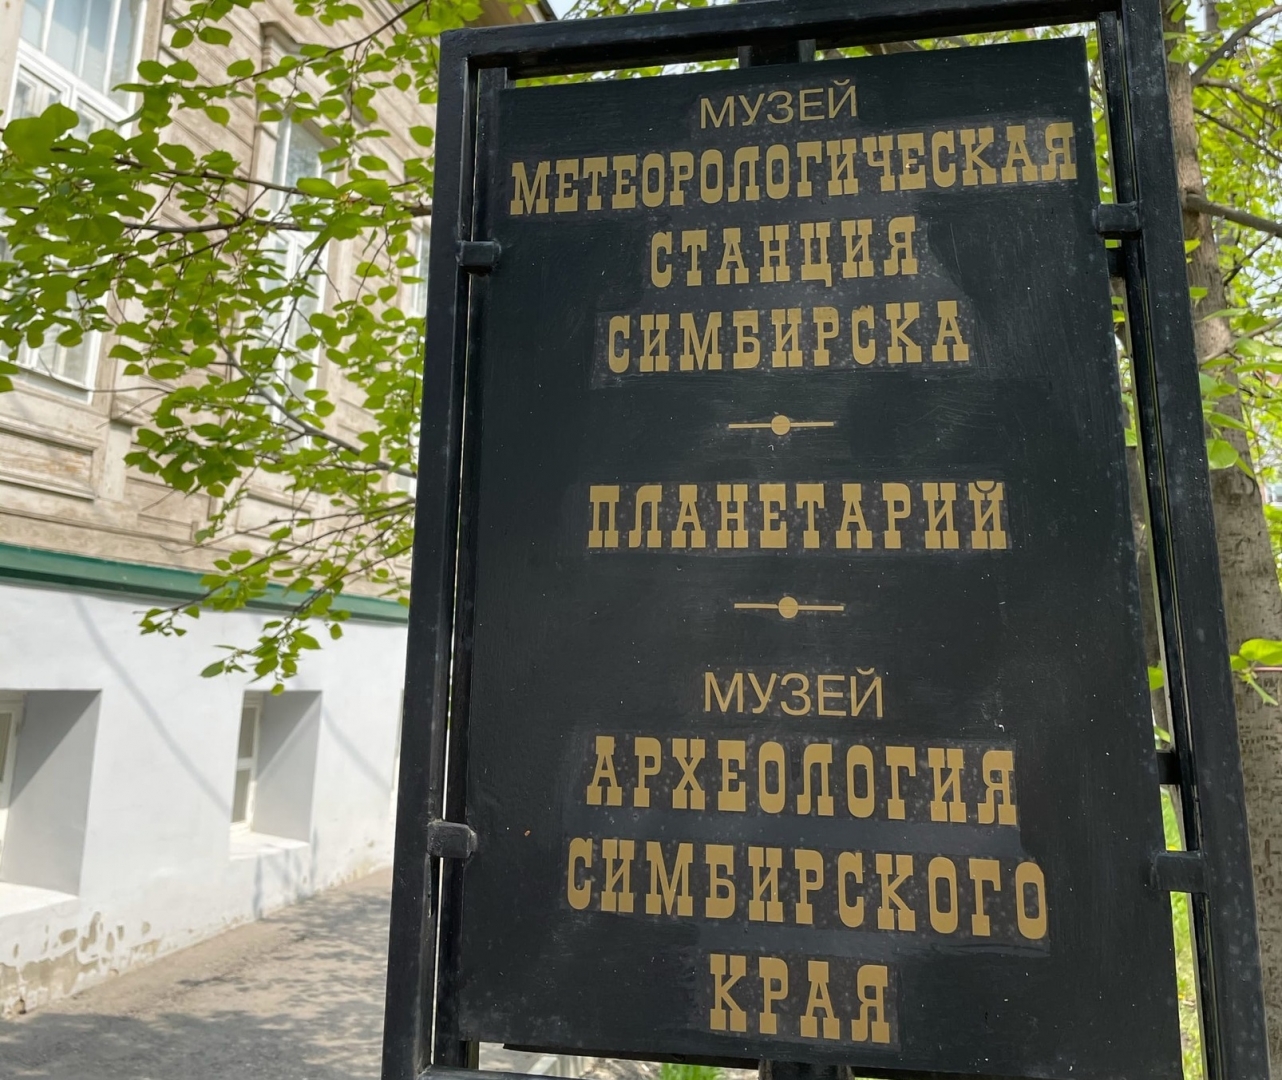 МУЗЕЙ
МЕТЕОРОЛОГИЧЕСКАЯ
СТАНЦИЯ
СИМБИРСКА
ПЛАНЕТАРИЙ
МУЗЕЙ
АРХЕОЛОГИЯ
СИМБИРСКОГО
КРАЯ